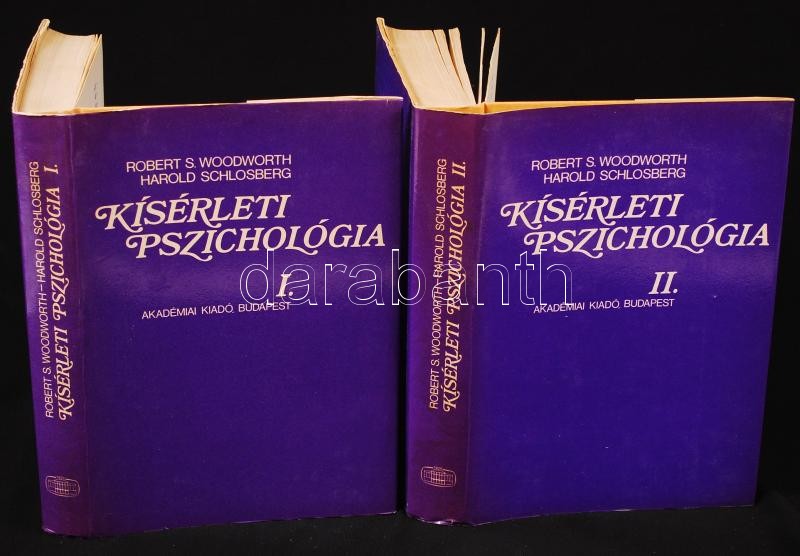 ROBERT S. WOODWORTH
HAROLD SCHLOSBERG
KÍSÉRLETI
PSZICHOLÓGIA
I.
AKADÉMIAI KIADÓ, BUDAPEST
ROBERT S. WOODWORTH – HAROLD SCHLOSBERG
KÍSÉRLETI PSZICHOLÓGIA I.
ROBERT S. WOODWORTH
HAROLD SCHLOSBERG
KÍSÉRLETI
PSZICHOLÓGIA
II.
AKADÉMIAI KIADÓ, BUDAPEST
ROBERT S. WOODWORTH – HAROLD SCHLOSBERG
KÍSÉRLETI PSZICHOLÓGIA II.
darabanth